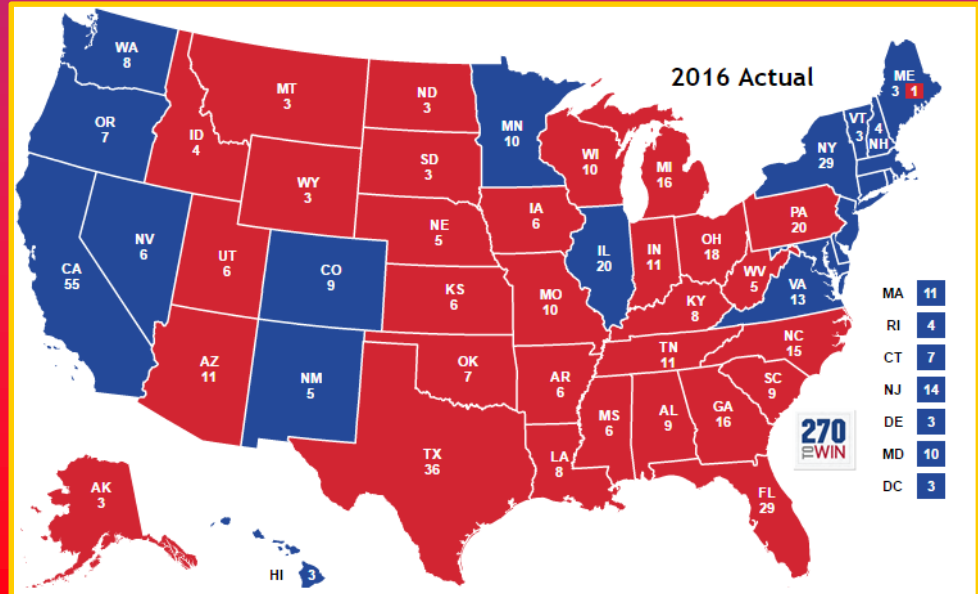 2016 Actual
WA
8
OR
7
CA
55
NV
6
ID
4
MT
3
WY
3
UT
6
CO
9
AZ
11
NM
5
ND
3
SD
3
NE
5
KS
6
OK
7
TX
36
MN
10
IA
6
MO
10
AR
6
LA
8
WI
10
IL
20
MI
16
IN
11
OH
18
KY
8
TN
11
MS
6
AL
9
GA
16
FL
29
SC
9
NC
15
VA
13
WV
5
PA
20
NY
29
VT
3
4
NH
ME
3 1
MA 11
RI 4
CT 7
NJ 14
DE 3
MD 10
DC 3
270
TO WIN
AK
3
HI 3